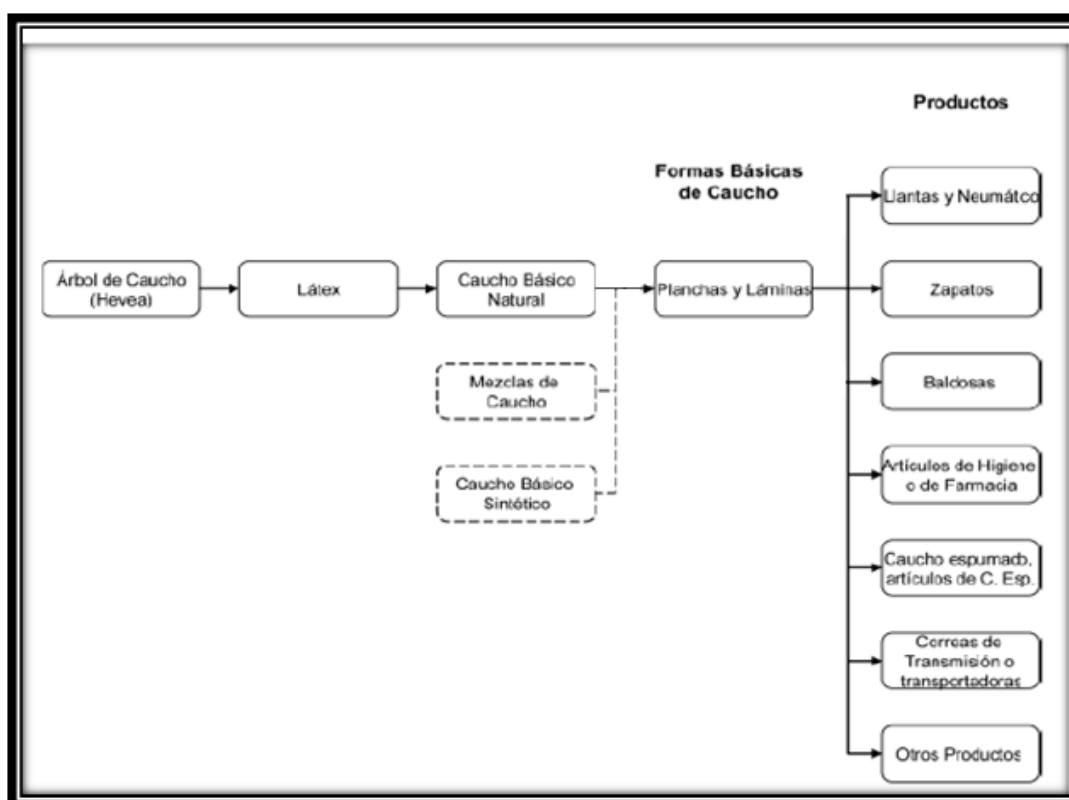 Productos
Formas Básicas
de Caucho
Árbol de Caucho
(Hevea)
Látex
Caucho Básico
Natural
Planchas y Láminas
Mezclas de
Caucho
Caucho Básico
Sintético
Llantas y Neumátco
Zapatos
Baldosas
Artículos de Higiene
o de Farmacia
Caucho espumado,
artículos de C. Esp.
Correas de
Transmisión o
transportadoras
Otros Productos